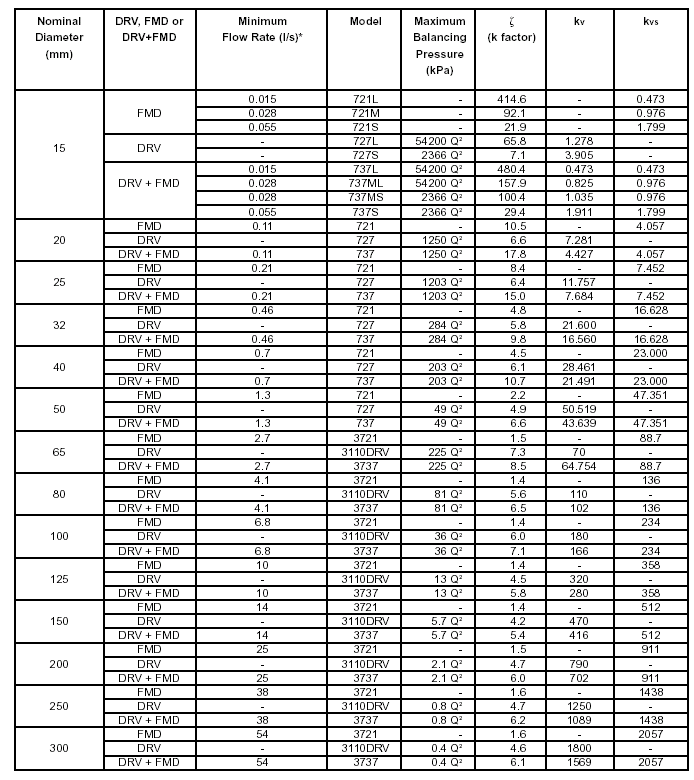 Nominal Diameter (mm) DRV, FMD or DRV+FMD Minimum Flow Rate (l/s)* Model Maximum Balancing Pressure (kPa) ζ (k factor) kv kvs
15
FMD 0.015 721L - 414.6 - 0.473
0.028 721M - 92.1 - 0.976
0.055 721S - 21.9 - 1.799
DRV - 727L 54200 Q² 65.8 1.278 -
- 727S 2366 Q² 7.1 3.905 -
DRV + FMD 0.015 737L 54200 Q² 480.4 0.473 0.473
0.028 737ML 54200 Q² 157.9 0.825 0.976
0.028 737MS 2366 Q² 100.4 1.035 0.976
0.055 737S 2366 Q² 29.4 1.911 1.799
20
FMD 0.11 721 - 10.5 - 4.057
DRV - 727 1250 Q² 6.6 7.281 -
DRV + FMD 0.11 737 1250 Q² 17.8 4.427 4.057
25
FMD 0.21 721 - 8.4 - 7.452
DRV - 727 1203 Q² 6.4 11.757 -
DRV + FMD 0.21 737 1203 Q² 15.0 7.684 7.452
32
FMD 0.46 721 - 4.8 - 16.628
DRV - 727 284 Q² 5.8 21.600 -
DRV + FMD 0.46 737 284 Q² 9.8 16.560 16.628
40
FMD 0.7 721 - 4.5 - 23.000
DRV - 727 203 Q² 6.1 28.461 -
DRV + FMD 0.7 737 203 Q² 10.7 21.491 23.000
50
FMD 1.3 721 - 2.2 - 47.351
DRV - 727 49 Q² 4.9 50.519 -
DRV + FMD 1.3 737 49 Q² 6.6 43.639 47.351
65
FMD 2.7 3721 - 1.5 - 88.7
DRV - 3110DRV 225 Q² 7.3 70 -
DRV + FMD 2.7 3737 225 Q² 8.5 64.754 88.7
80
FMD 4.1 3721 - 1.4 - 136
DRV - 3110DRV 81 Q² 5.6 110 -
DRV + FMD 4.1 3737 81 Q² 6.5 102 136
100
FMD 6.8 3721 - 1.4 - 234
DRV - 3110DRV 36 Q² 6.0 180 -
DRV + FMD 6.8 3737 36 Q² 7.1 166 234
125
FMD 10 3721 - 1.4 - 358
DRV - 3110DRV 13 Q² 4.5 320 -
DRV + FMD 10 3737 13 Q² 5.8 280 358
150
FMD 14 3721 - 1.4 - 512
DRV - 3110DRV 5.7 Q² 4.2 470 -
DRV + FMD 14 3737 5.7 Q² 5.4 416 512
200
FMD 25 3721 - 1.5 - 911
DRV - 3110DRV 2.1 Q² 4.7 790 -
DRV + FMD 25 3737 2.1 Q² 6.0 702 911
250
FMD 38 3721 - 1.6 - 1438
DRV - 3110DRV 0.8 Q² 4.7 1250 -
DRV + FMD 38 3737 0.8 Q² 6.2 1089 1438
300
FMD 54 3721 - 1.6 - 2057
DRV - 3110DRV 0.4 Q² 4.6 1800 -
DRV + FMD 54 3737 0.4 Q² 6.1 1569 2057